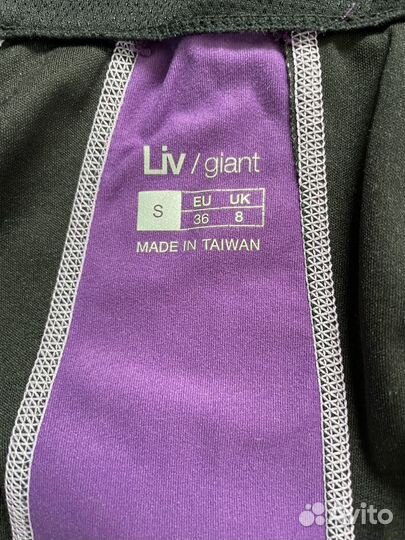 Liv / giant
S EU UK
36 8
MADE IN TAIWAN
Avito